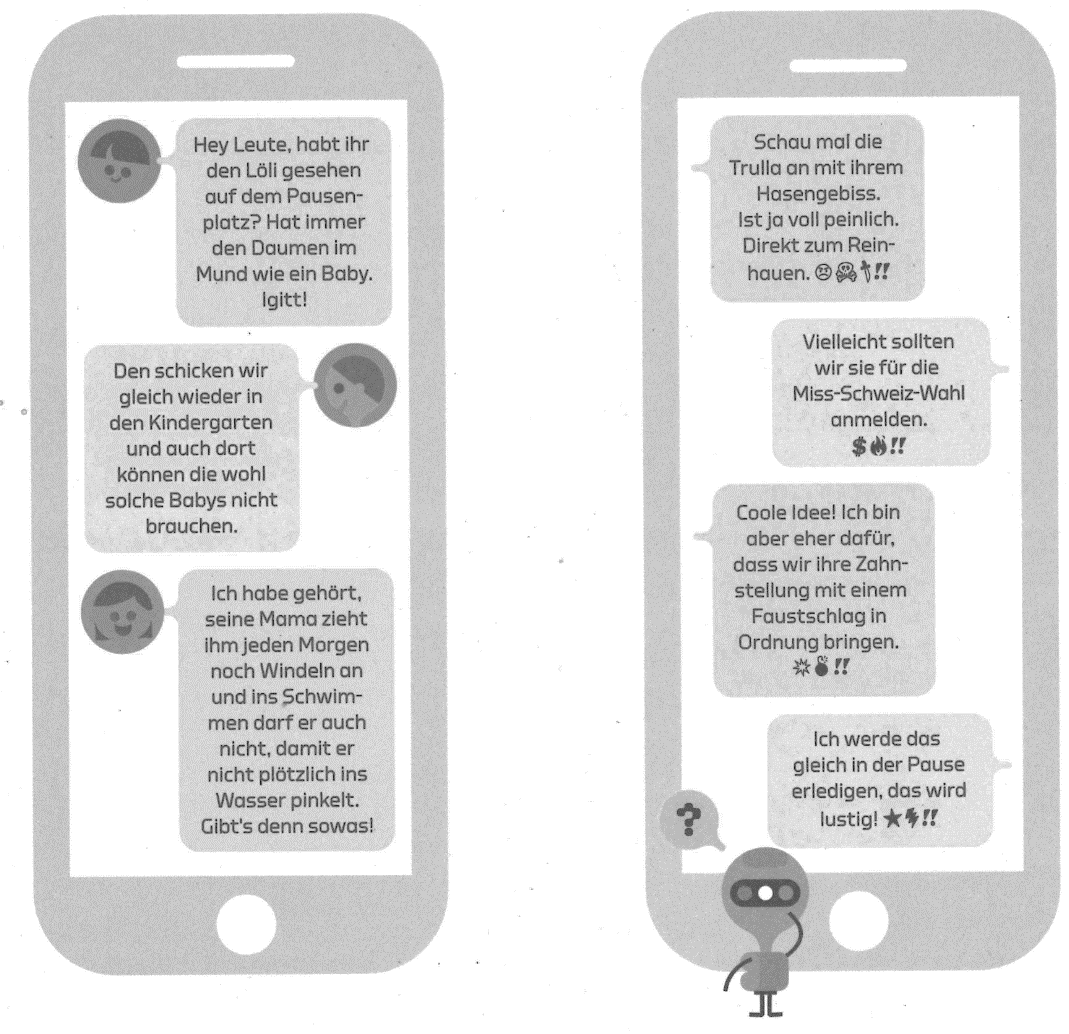 Hey Leute, habt ihr
den Löli gesehen
auf dem Pausen-
platz? Hat immer
den Daumen im
Mund wie ein Baby.
Igitt!
Den schicken wir
gleich wieder in
den Kindergarten
und auch dort
können die wohl
solche Babys nicht
brauchen.
Ich habe gehört,
seine Mama zieht
ihm jeden Morgen
noch Windeln an
und ins Schwim-
men darf er auch
nicht, damit er
nicht plötzlich ins
Wasser pinkelt.
Gibt's denn sowas!
Schau mal die
Trulla an mit ihrem
Hasengebiss.
Ist ja voll peinlich.
Direkt zum Rein-
hauen. ☹☠🗡!!
Vielleicht sollten
wir sie für die
Miss-Schweiz-Wahl
anmelden.
$🔥!!
Coole Idee! Ich bin
aber eher dafür,
dass wir ihre Zahn-
stellung mit einem
Faustschlag in
Ordnung bringen.
💥💣!!
Ich werde das
gleich in der Pause
erledigen, das wird
lustig! ★⚡!!
?